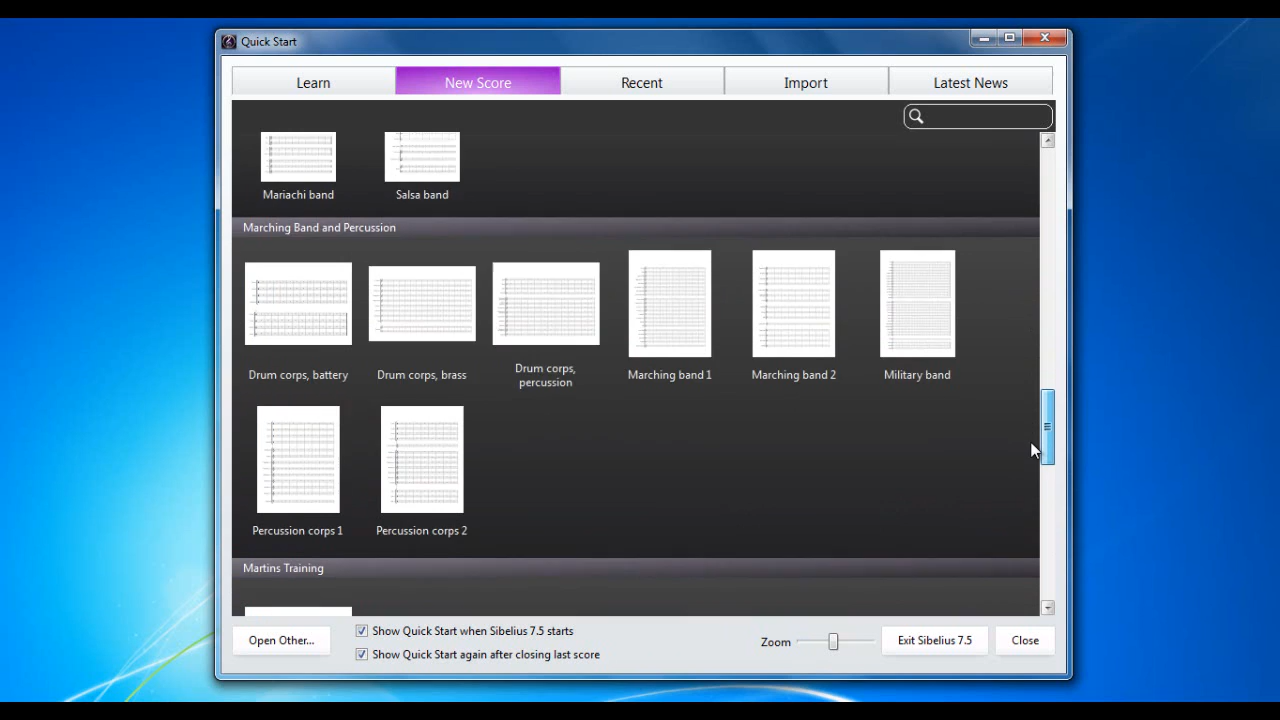 Quick Start
Learn
New Score
Recent
Import
Latest News
Mariachi band
Salsa band
Marching Band and Percussion
Drum corps, battery
Drum corps, brass
Drum corps,
percussion
Marching band 1
Marching band 2
Military band
Percussion corps 1
Percussion corps 2
Martins Training
Open Other...
Show Quick Start when Sibelius 7.5 starts
Show Quick Start again after closing last score
Zoom
Exit Sibelius 7.5
Close